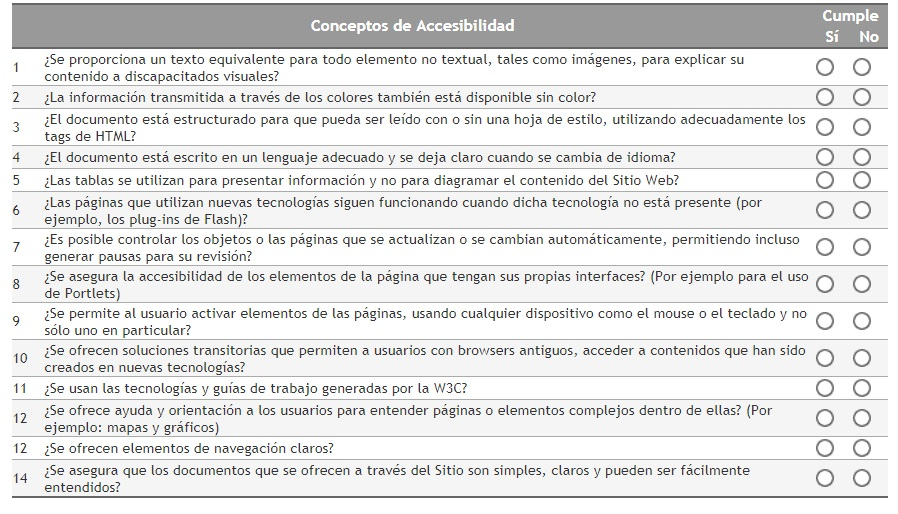 Conceptos de Accesibilidad
Cumple
Sí No
1 ¿Se proporciona un texto equivalente para todo elemento no textual, tales como imágenes, para explicar su
contenido a discapacitados visuales?
2 ¿La información transmitida a través de los colores también está disponible sin color?
3 ¿El documento está estructurado para que pueda ser leído con o sin una hoja de estilo, utilizando adecuadamente los
tags de HTML?
4 ¿El documento está escrito en un lenguaje adecuado y se deja claro cuando se cambia de idioma?
5 ¿Las tablas se utilizan para presentar información y no para diagramar el contenido del Sitio Web?
6 ¿Las páginas que utilizan nuevas tecnologías siguen funcionando cuando dicha tecnología no está presente (por
ejemplo, los plug-ins de Flash)?
7 ¿Es posible controlar los objetos o las páginas que se actualizan o se cambian automáticamente, permitiendo incluso
generar pausas para su revisión?
8 ¿Se asegura la accesibilidad de los elementos de la página que tengan sus propias interfaces? (Por ejemplo para el uso
de Portlets)
9 ¿Se permite al usuario activar elementos de las páginas, usando cualquier dispositivo como el mouse o el teclado y no
sólo uno en particular?
10 ¿Se ofrecen soluciones transitorias que permiten a usuarios con browsers antiguos, acceder a contenidos que han sido
creados en nuevas tecnologías?
11 ¿Se usan las tecnologías y guías de trabajo generadas por la W3C?
12 ¿Se ofrece ayuda y orientación a los usuarios para entender páginas o elementos complejos dentro de ellas? (Por
ejemplo: mapas y gráficos)
12 ¿Se ofrecen elementos de navegación claros?
14 ¿Se asegura que los documentos que se ofrecen a través del Sitio son simples, claros y pueden ser fácilmente
entendidos?